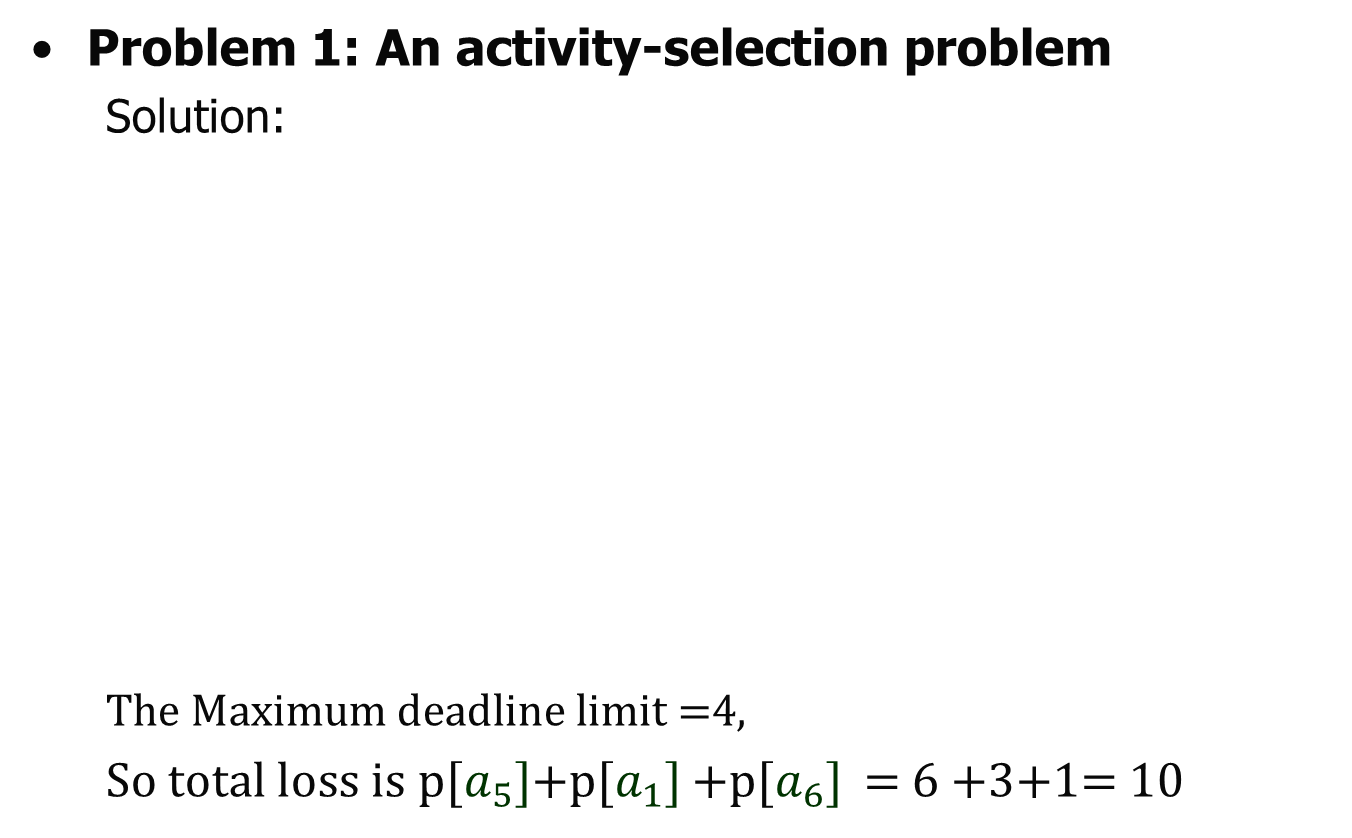 • Problem 1: An activity-selection problem
Solution:
The Maximum deadline limit =4,
So total loss is p[a₅]+p[a₁] +p[a₆] = 6 +3+1= 10